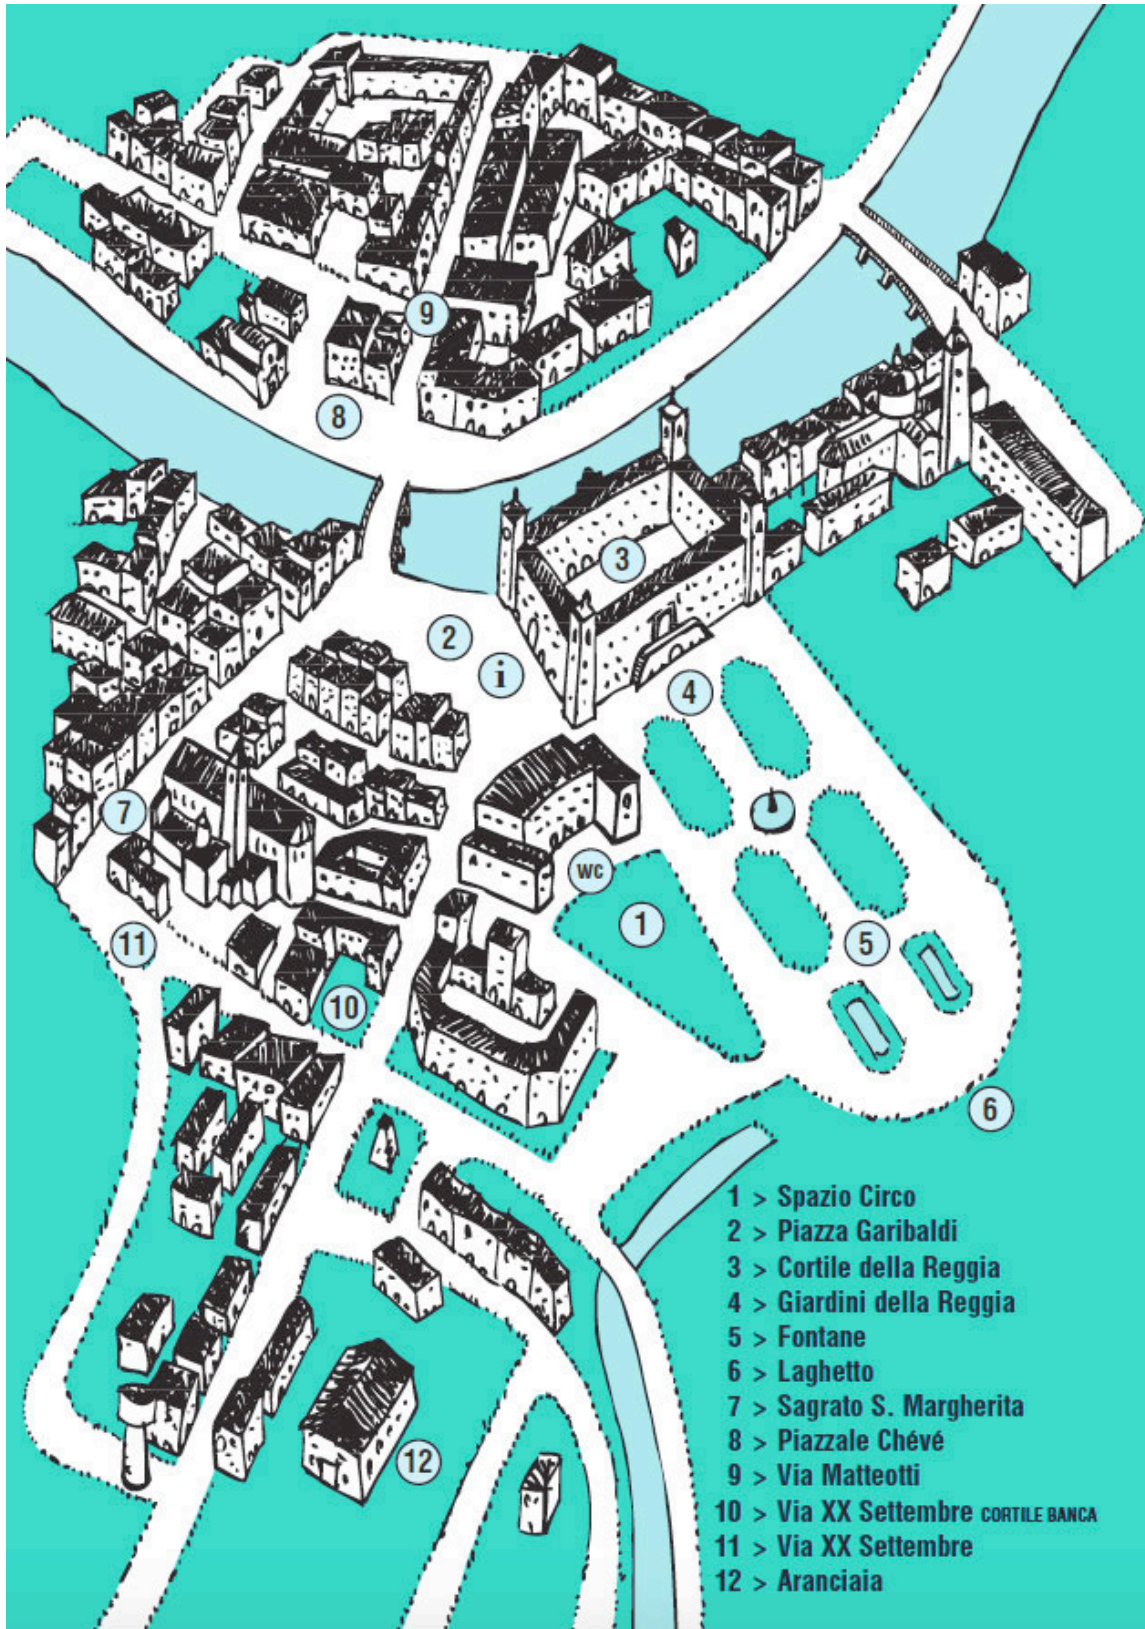 9
8
3
2
i
4
7
WC
1
11
5
10
6
12
1 > Spazio Circo
2 > Piazza Garibaldi
3 > Cortile della Reggia
4 > Giardini della Reggia
5 > Fontane
6 > Laghetto
7 > Sagrato S. Margherita
8 > Piazzale Chévé
9 > Via Matteotti
10 > Via XX Settembre CORTILE BANCA
11 > Via XX Settembre
12 > Aranciaia